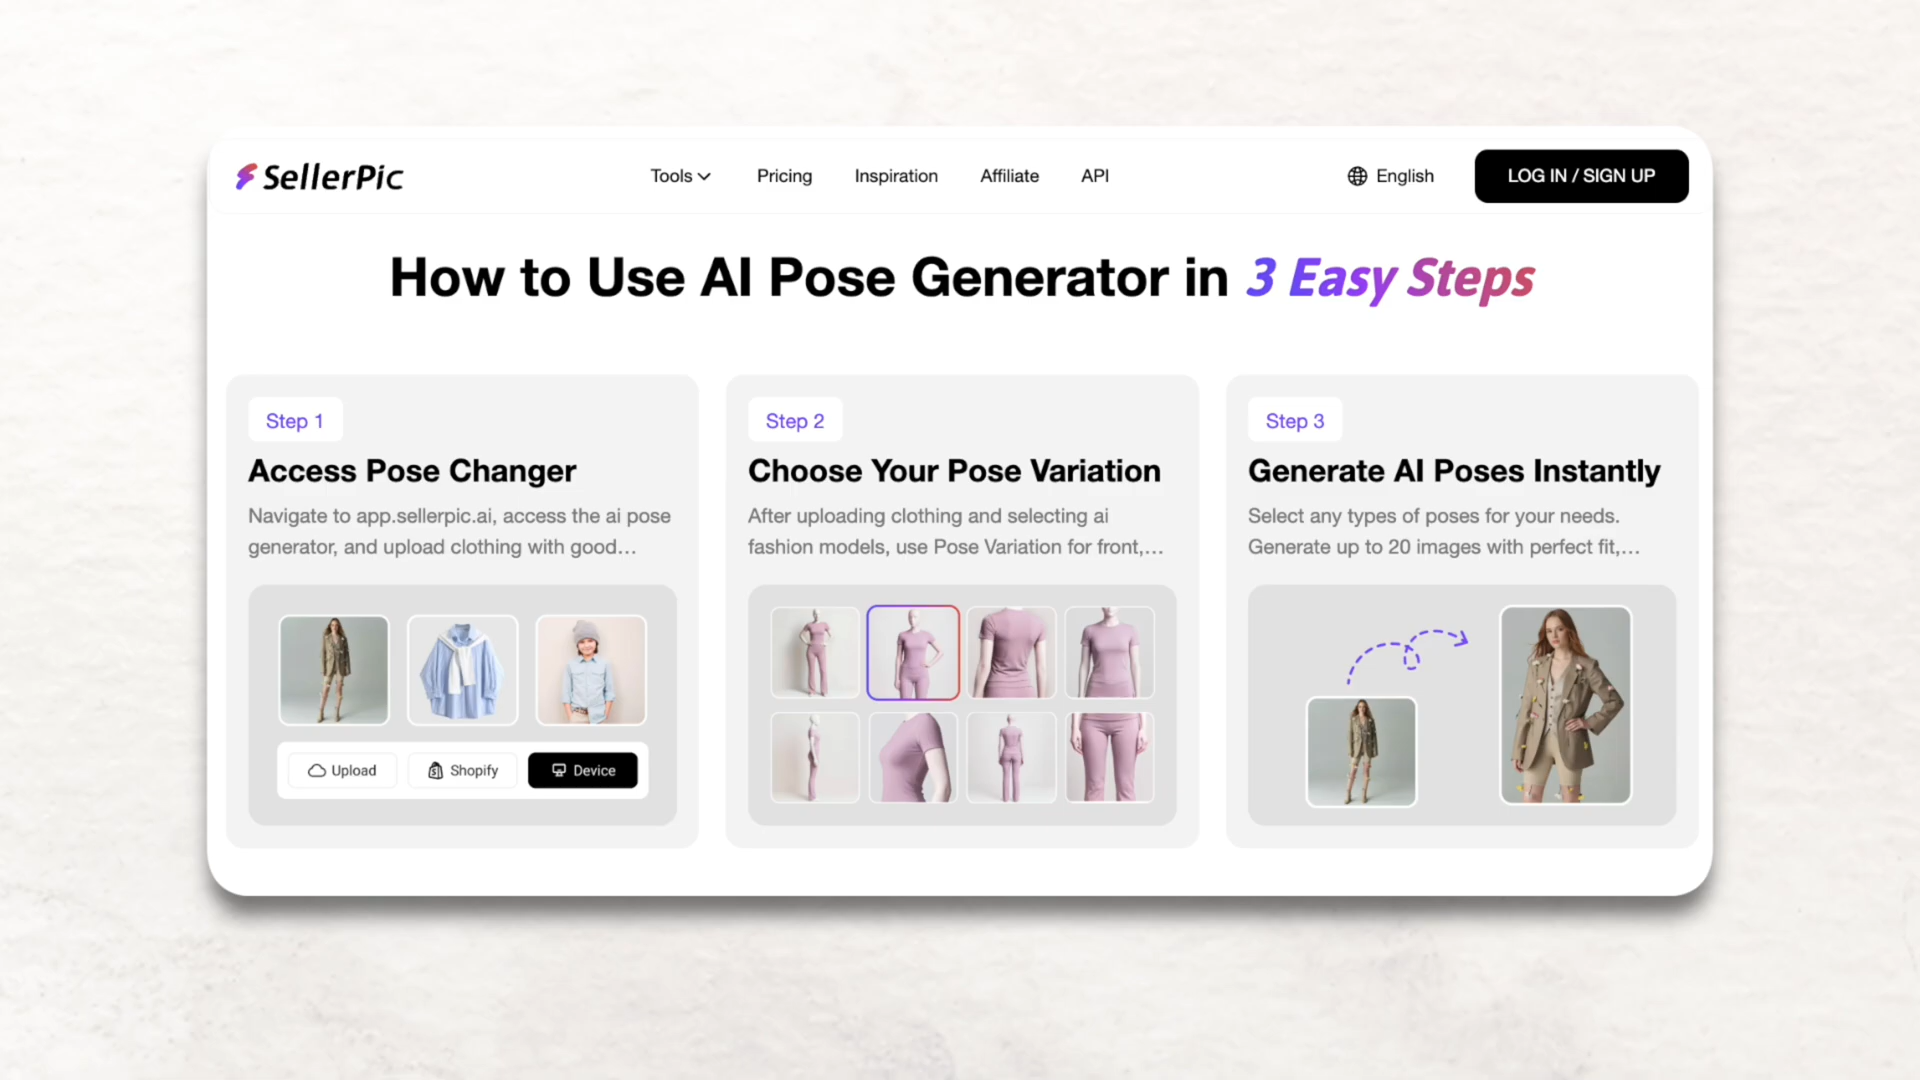 SellerPic
Tools
Pricing
Inspiration
Affiliate
API
English
LOG IN / SIGN UP
How to Use AI Pose Generator in 3 Easy Steps
Step 1
Access Pose Changer
Navigate to app.sellerpic.ai, access the ai pose
generator, and upload clothing with good...
Upload
Shopify
Device
Step 2
Choose Your Pose Variation
After uploading clothing and selecting ai
fashion models, use Pose Variation for front,...
Step 3
Generate AI Poses Instantly
Select any types of poses for your needs.
Generate up to 20 images with perfect fit,...